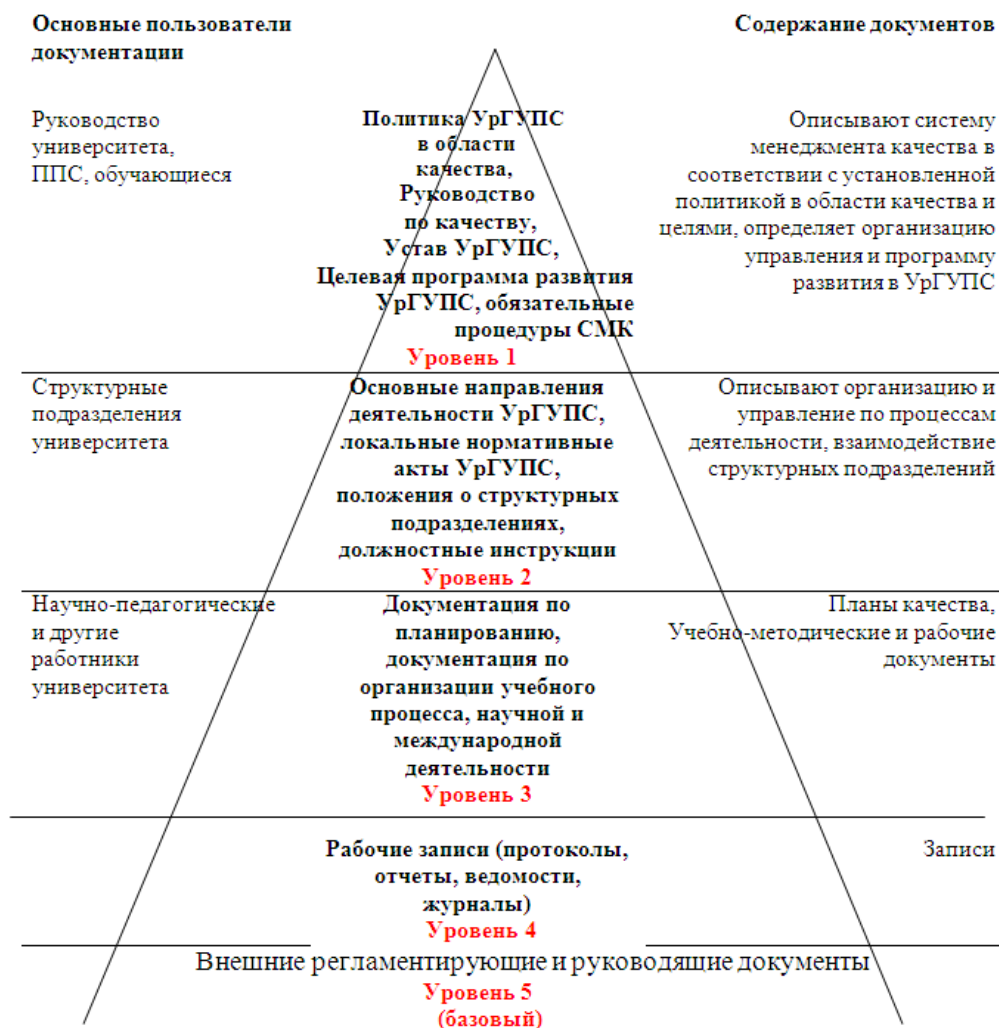 Основные пользователи
документации
Содержание документов
Руководство
университета,
ППС, обучающиеся
Политика УрГУПС
в области
качества,
Руководство
по качеству,
Устав УрГУПС,
Целевая программа развития
УрГУПС, обязательные
процедуры СМК
Уровень 1
Описывают систему
менеджмента качества в
соответствии с установленной
политикой в области качества и
целями, определяет организацию
управления и программу
развития в УрГУПС
Структурные
подразделения
университета
Основные направления
деятельности УрГУПС,
локальные нормативные
акты УрГУПС,
положения о структурных
подразделениях,
должностные инструкции
Уровень 2
Описывают организацию и
управление по процессам
деятельности, взаимодействие
структурных подразделений
Научно-педагогические
и другие
работники
университета
Документация по
планированию,
документация по
организации учебного
процесса, научной и
международной
деятельности
Уровень 3
Планы качества,
Учебно-методические и рабочие
документы
Рабочие записи (протоколы,
отчеты, ведомости,
журналы)
Уровень 4
Записи
Внешние регламентирующие и руководящие документы
Уровень 5
(базовый)